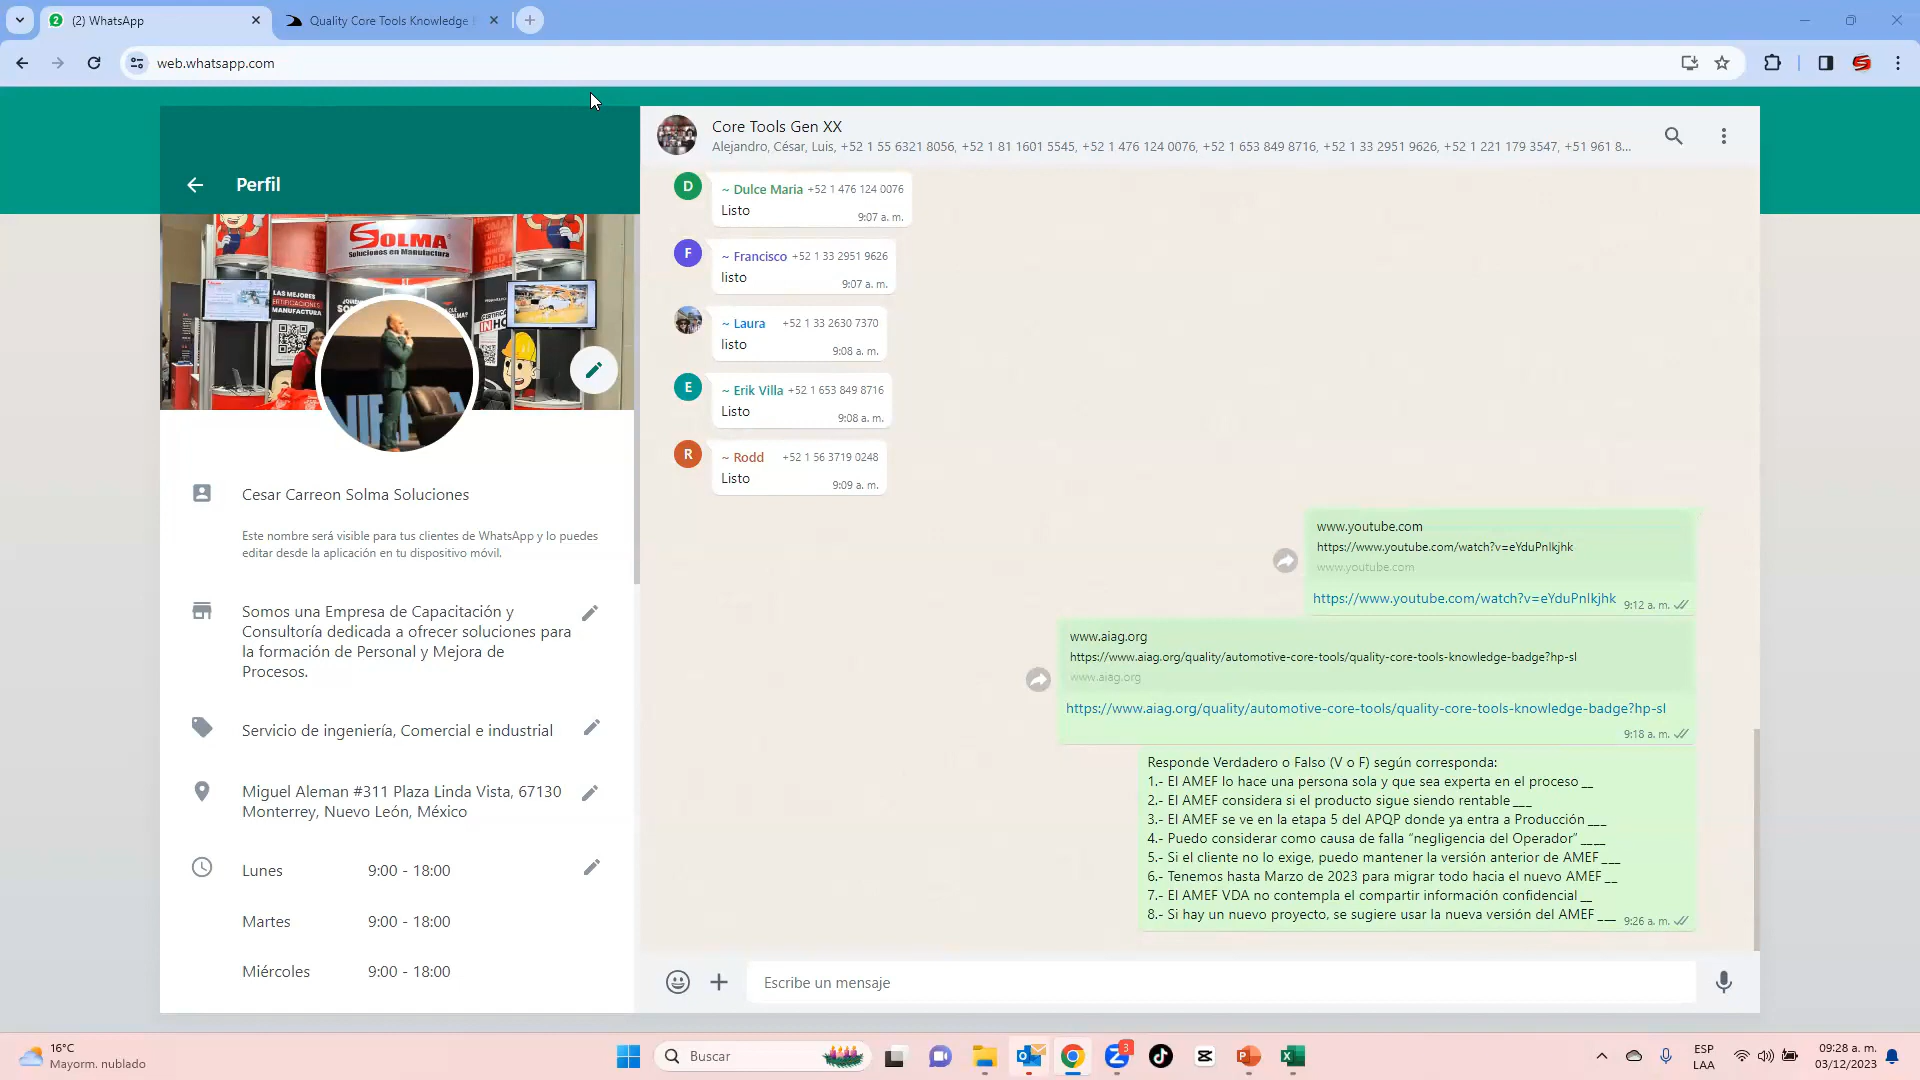 (2) WhatsApp
Quality Core Tools Knowledge
web.whatsapp.com
Perfil
SOLMA
Soluciones en Manufactura
LAS MEJORES
CERTIFICACIONES
MANUFACTURA
Cesar Carreon Solma Soluciones
Este nombre será visible para tus clientes de WhatsApp y lo puedes
editar desde la aplicación en tu dispositivo móvil.
Somos una Empresa de Capacitación y
Consultoría dedicada a ofrecer soluciones para
la formación de Personal y Mejora de
Procesos.
Servicio de ingeniería, Comercial e industrial
Miguel Aleman #311 Plaza Linda Vista, 67130
Monterrey, Nuevo León, México
Lunes 9:00 - 18:00
Martes 9:00 - 18:00
Miércoles 9:00 - 18:00
Core Tools Gen XX
Alejandro, César, Luis, +52 1 55 6321 8056, +52 1 81 1601 5545, +52 1 476 124 0076, +52 1 653 849 8716, +52 1 33 2951 9626, +52 1 221 179 3547, +51 961 8...
D
~ Dulce Maria +52 1 476 124 0076
Listo
9:07 a. m.
F
~ Francisco +52 1 33 2951 9626
listo
9:07 a. m.
~ Laura +52 1 33 2630 7370
listo
9:08 a. m.
E
~ Erik Villa +52 1 653 849 8716
Listo
9:08 a. m.
R
~ Rodd +52 1 56 3719 0248
Listo
9:09 a. m.
www.youtube.com
https://www.youtube.com/watch?v=eYduPnlkjhk
www.youtube.com
https://www.youtube.com/watch?v=eYduPnlkjhk 9:12 a. m.
www.aiag.org
https://www.aiag.org/quality/automotive-core-tools/quality-core-tools-knowledge-badge?hp-sl
www.aiag.org
https://www.aiag.org/quality/automotive-core-tools/quality-core-tools-knowledge-badge?hp-sl
9:18 a. m.
Responde Verdadero o Falso (V o F) según corresponda:
1.- El AMEF lo hace una persona sola y que sea experta en el proceso __
2.- El AMEF considera si el producto sigue siendo rentable ___
3.- El AMEF se ve en la etapa 5 del APQP donde ya entra a Producción ___
4.- Puedo considerar como causa de falla “negligencia del Operador” ____
5.- Si el cliente no lo exige, puedo mantener la versión anterior de AMEF ___
6.- Tenemos hasta Marzo de 2023 para migrar todo hacia el nuevo AMEF __
7.- El AMEF VDA no contempla el compartir información confidencial __
8.- Si hay un nuevo proyecto, se sugiere usar la nueva versión del AMEF ___ 9:26 a. m.
Escribe un mensaje
16°C
Mayorm. nublado
Buscar
3
ESP
LAA
09:28 a. m.
03/12/2023